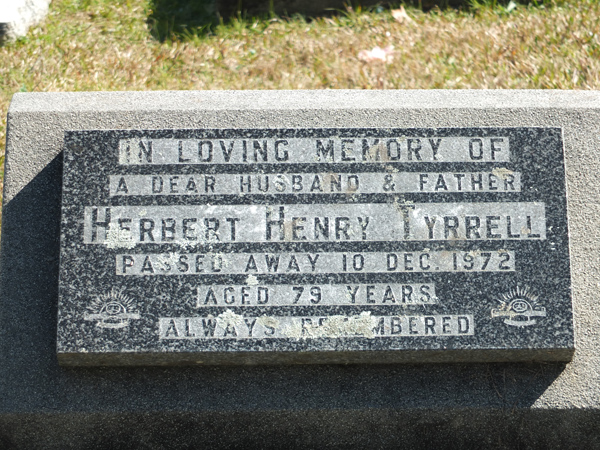 IN LOVING MEMORY OF
A DEAR HUSBAND & FATHER
HERBERT HENRY TYRRELL
PASSED AWAY 10 DEC. 1972
AGED 79 YEARS
ALWAYS REMEMBERED